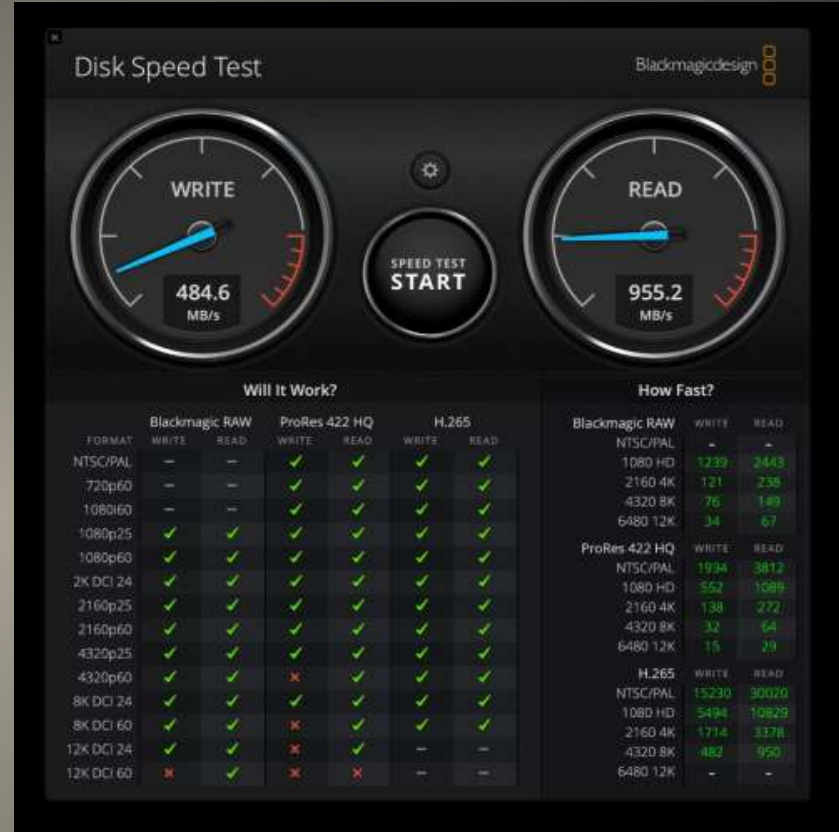 Disk Speed Test
Blackmagicdesign
WRITE
484.6
MB/s
SPEED TEST
START
READ
955.2
MB/s
Will It Work?
Blackmagic RAW ProRes 422 HQ H.265
FORMAT WRITE READ WRITE READ WRITE READ
NTSC/PAL – – ✓ ✓ ✓ ✓
720p60 – – ✓ ✓ ✓ ✓
1080i60 – – ✓ ✓ ✓ ✓
1080p25 ✓ ✓ ✓ ✓ ✓ ✓
1080p60 ✓ ✓ ✓ ✓ ✓ ✓
2K DCI 24 ✓ ✓ ✓ ✓ ✓ ✓
2160p25 ✓ ✓ ✓ ✓ ✓ ✓
2160p60 ✓ ✓ ✓ ✓ ✓ ✓
4320p25 ✓ ✓ ✓ ✓ ✓ ✓
4320p60 ✓ ✓ × ✓ ✓ ✓
8K DCI 24 ✓ ✓ ✓ ✓ ✓ ✓
8K DCI 60 ✓ ✓ × ✓ ✓ ✓
12K DCI 24 ✓ ✓ × ✓ – –
12K DCI 60 × ✓ × × – –
How Fast?
Blackmagic RAW WRITE READ
NTSC/PAL - -
1080 HD 1239 2443
2160 4K 121 238
4320 8K 76 149
6480 12K 34 67
ProRes 422 HQ WRITE READ
NTSC/PAL 1934 3812
1080 HD 552 1089
2160 4K 138 272
4320 8K 32 64
6480 12K 15 29
H.265 WRITE READ
NTSC/PAL 15230 30020
1080 HD 5494 10829
2160 4K 1714 3378
4320 8K 482 950
6480 12K - -